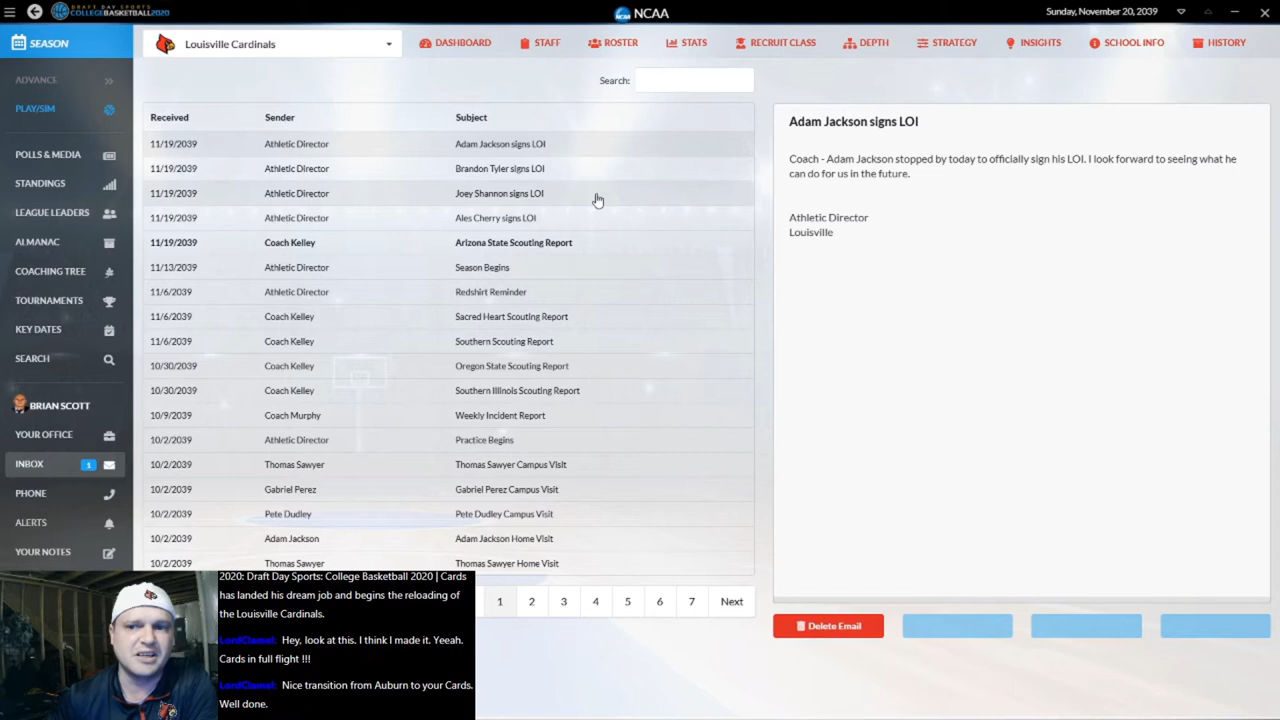 DRAFT DAY SPORTS
COLLEGE BASKETBALL 2020
NCAA
Sunday, November 20, 2039
SEASON
Louisville Cardinals
DASHBOARD
STAFF
ROSTER
STATS
RECRUIT CLASS
DEPTH
STRATEGY
INSIGHTS
SCHOOL INFO
HISTORY
ADVANCE
PLAY/SIM
POLLS & MEDIA
STANDINGS
LEAGUE LEADERS
ALMANAC
COACHING TREE
TOURNAMENTS
KEY DATES
SEARCH
BRIAN SCOTT
YOUR OFFICE
INBOX 1
PHONE
ALERTS
YOUR NOTES
Search:
Received Sender Subject
11/19/2039 Athletic Director Adam Jackson signs LOI
11/19/2039 Athletic Director Brandon Tyler signs LOI
11/19/2039 Athletic Director Joey Shannon signs LOI
11/19/2039 Athletic Director Ales Cherry signs LOI
11/19/2039 Coach Kelley Arizona State Scouting Report
11/13/2039 Athletic Director Season Begins
11/6/2039 Athletic Director Redshirt Reminder
11/6/2039 Coach Kelley Sacred Heart Scouting Report
11/6/2039 Coach Kelley Southern Scouting Report
10/30/2039 Coach Kelley Oregon State Scouting Report
10/30/2039 Coach Kelley Southern Illinois Scouting Report
10/9/2039 Coach Murphy Weekly Incident Report
10/2/2039 Athletic Director Practice Begins
10/2/2039 Thomas Sawyer Thomas Sawyer Campus Visit
10/2/2039 Gabriel Perez Gabriel Perez Campus Visit
10/2/2039 Pete Dudley Pete Dudley Campus Visit
10/2/2039 Adam Jackson Adam Jackson Home Visit
10/2/2039 Thomas Sawyer Thomas Sawyer Home Visit
1 2 3 4 5 6 7 Next
Adam Jackson signs LOI
Coach - Adam Jackson stopped by today to officially sign his LOI. I look forward to seeing what he
can do for us in the future.
Athletic Director
Louisville
Delete Email
2020: Draft Day Sports: College Basketball 2020 | Cards
has landed his dream job and begins the reloading of
the Louisville Cardinals.
LordClamel: Hey, look at this. I think I made it. Yeeah.
Cards in full flight !!!
LordClamel: Nice transition from Auburn to your Cards.
Well done.